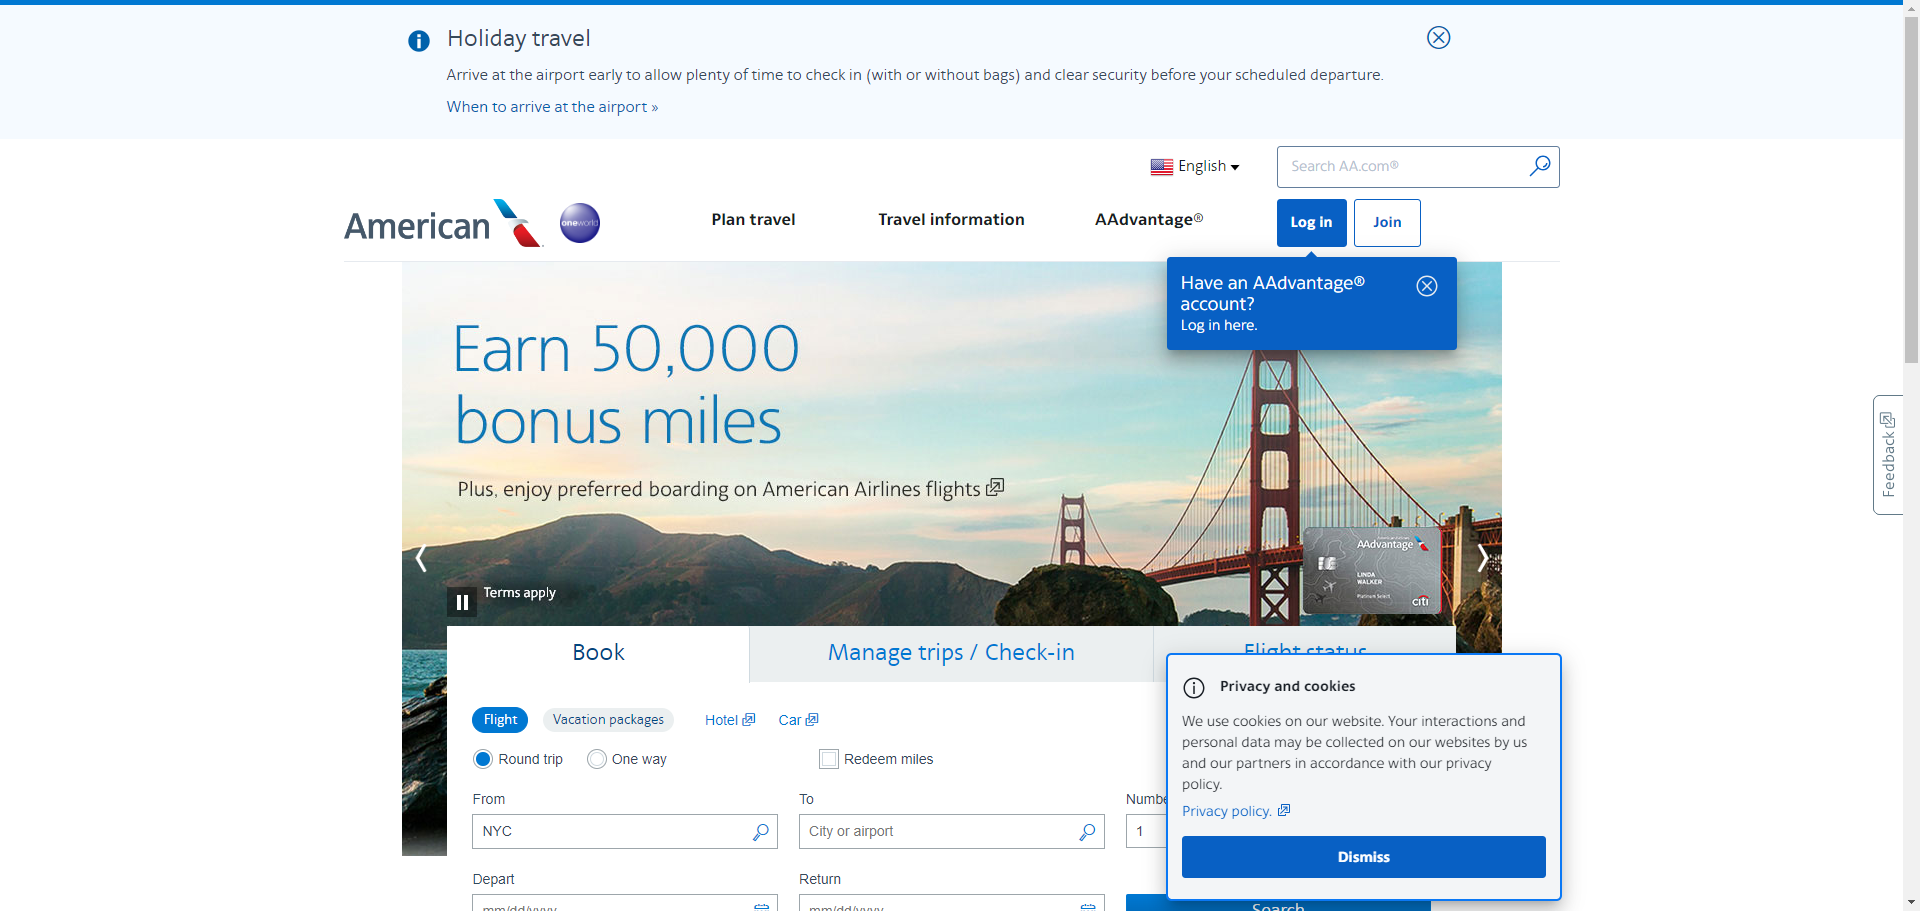 Holiday travel
Arrive at the airport early to allow plenty of time to check in (with or without bags) and clear security before your scheduled departure.
When to arrive at the airport »
English
Search AA.com®
American
oneworld
Plan travel
Travel information
AAdvantage®
Log in
Join
Have an AAdvantage®
account?
Log in here.
Earn 50,000
bonus miles
Plus, enjoy preferred boarding on American Airlines flights
Feedback
AAdvantage
LINDA
WALKER
Platinum Select
citi
Terms apply
Book
Manage trips / Check-in
Flight status
Flight
Vacation packages
Hotel
Car
Round trip
One way
Redeem miles
From
To
Numbe
NYC
City or airport
1
Depart
Return
mm/dd/yyyy
mm/dd/yyyy
Search
Privacy and cookies
We use cookies on our website. Your interactions and
personal data may be collected on our websites by us
and our partners in accordance with our privacy
policy.
Privacy policy.
Dismiss